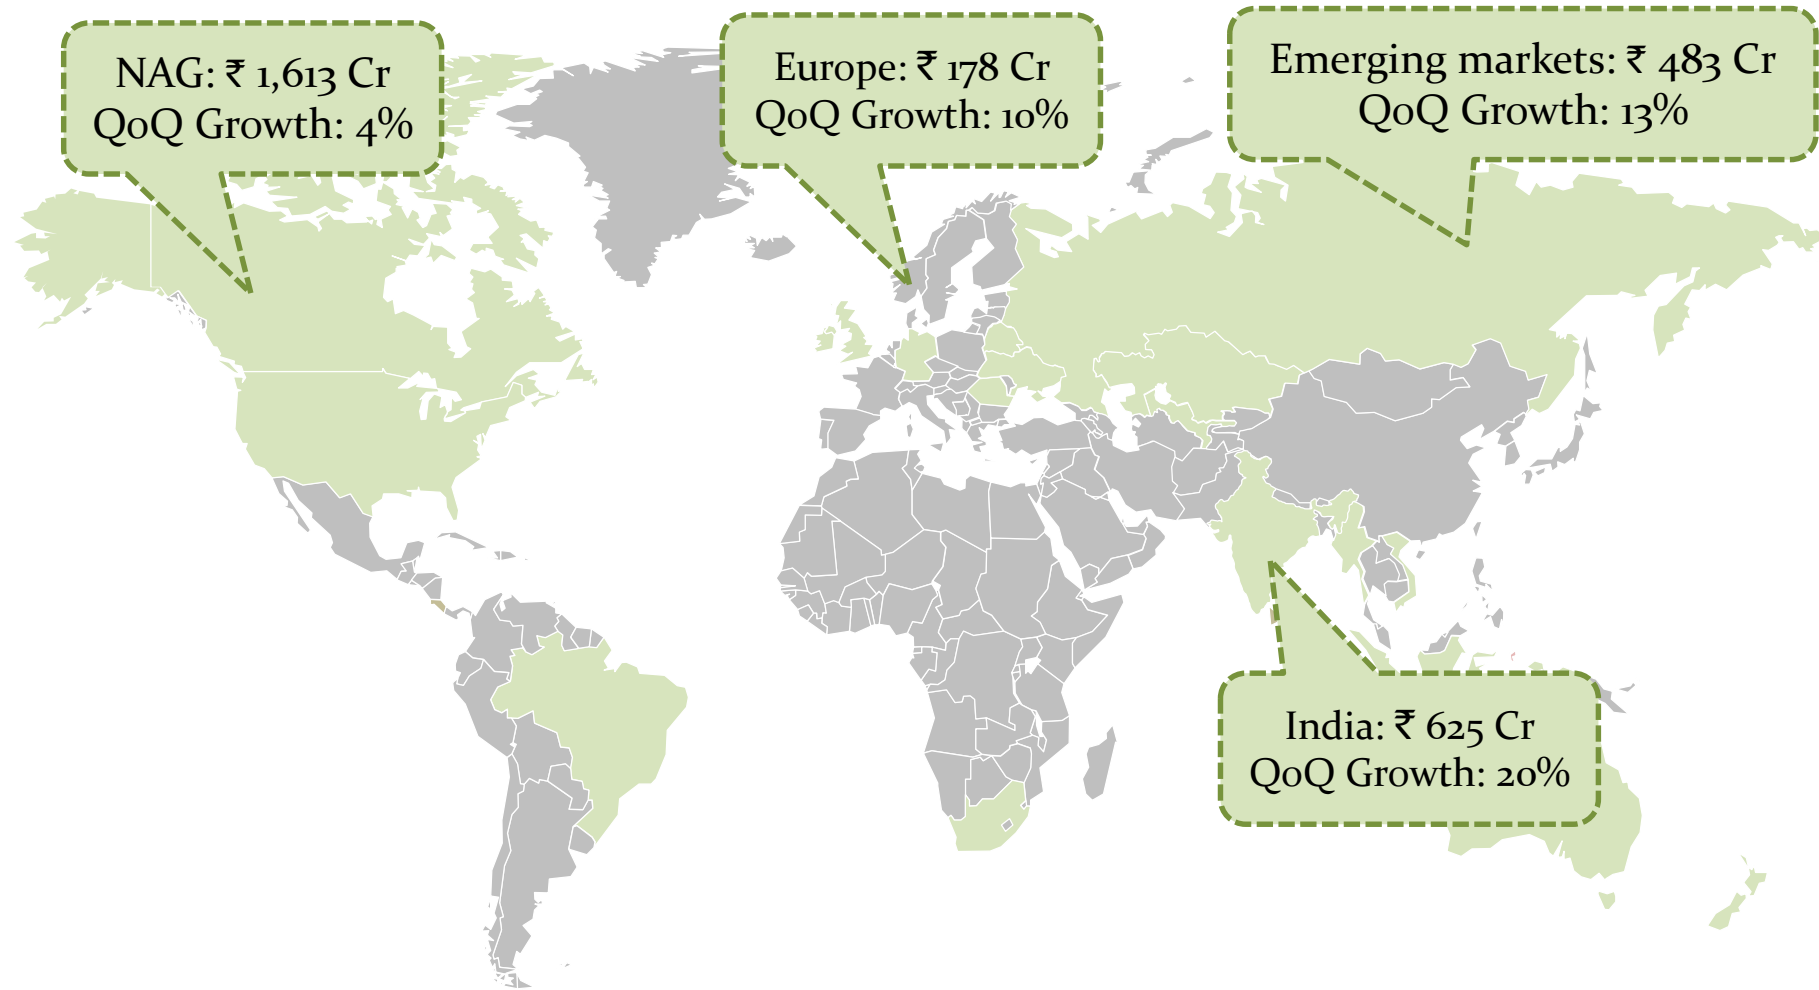 NAG: ₹ 1,613 Cr
QoQ Growth: 4%
Europe: ₹ 178 Cr
QoQ Growth: 10%
Emerging markets: ₹ 483 Cr
QoQ Growth: 13%
India: ₹ 625 Cr
QoQ Growth: 20%